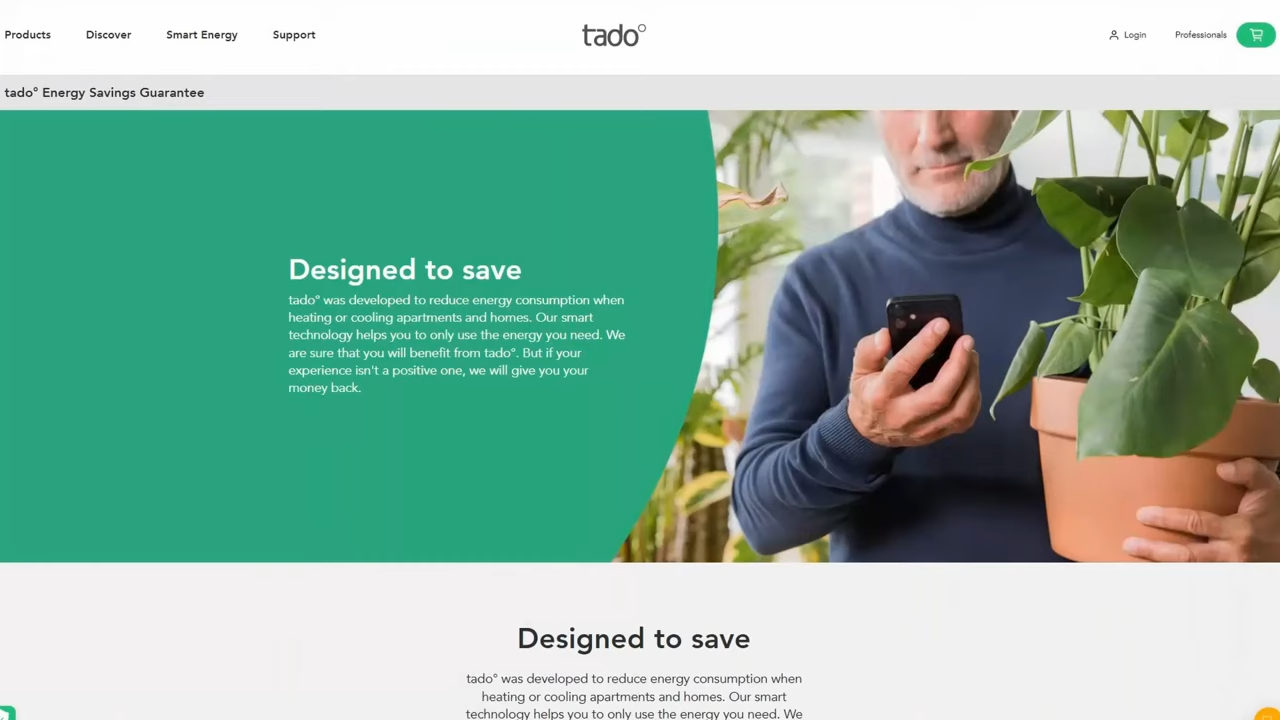 Products Discover Smart Energy Support tado° Login Professionals
tado° Energy Savings Guarantee
Designed to save
tado° was developed to reduce energy consumption when
heating or cooling apartments and homes. Our smart
technology helps you to only use the energy you need. We
are sure that you will benefit from tado°. But if your
experience isn't a positive one, we will give you your
money back.
Designed to save
tado° was developed to reduce energy consumption when
heating or cooling apartments and homes. Our smart
technology helps you to only use the energy you need. We